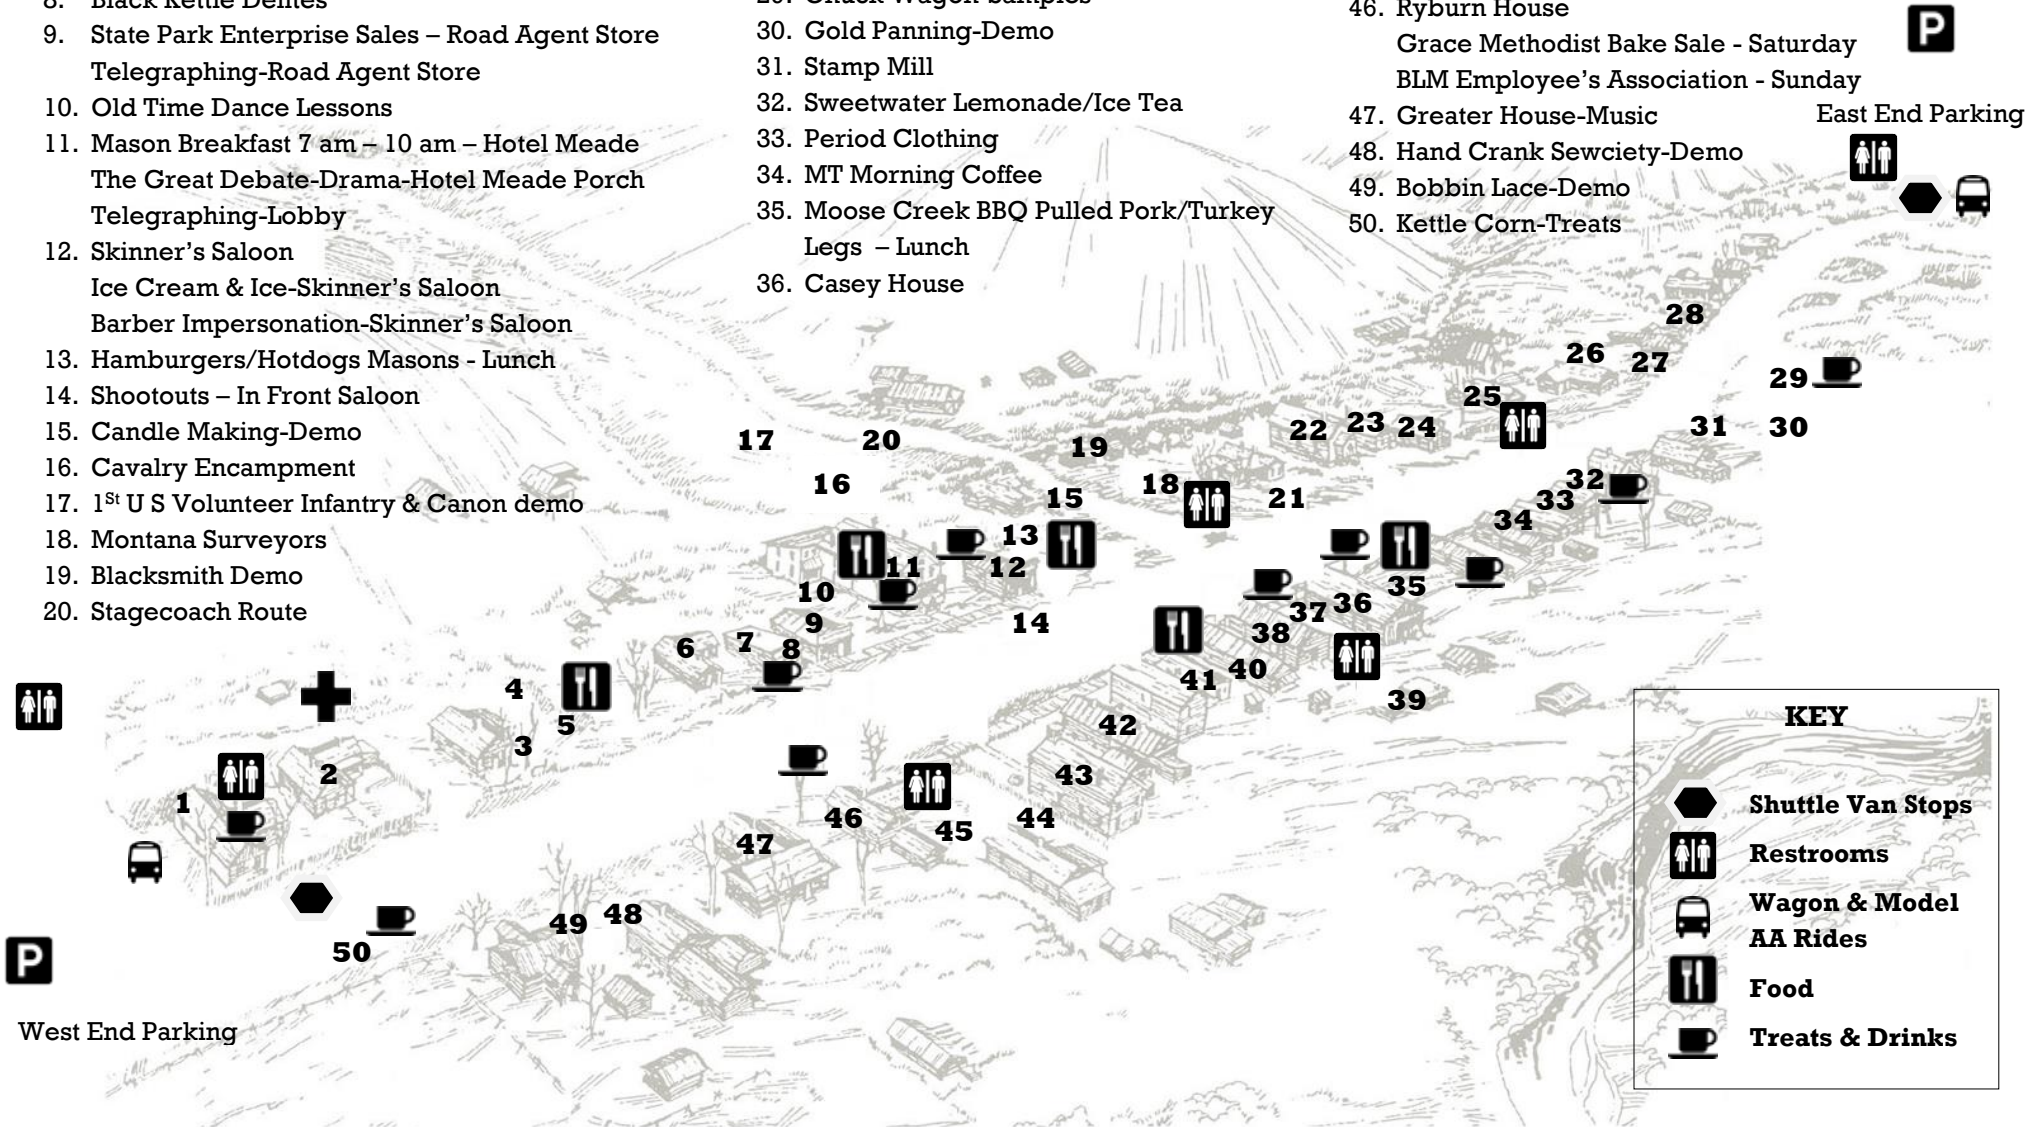 8. Black Kettle Demes
9. State Park Enterprise Sales – Road Agent Store
Telegraphing-Road Agent Store
10. Old Time Dance Lessons
11. Mason Breakfast 7 am – 10 am – Hotel Meade
The Great Debate-Drama-Hotel Meade Porch
Telegraphing-Lobby
12. Skinner's Saloon
Ice Cream & Ice-Skinner's Saloon
Barber Impersonation-Skinner's Saloon
13. Hamburgers/Hotdogs Masons - Lunch
14. Shootouts – In Front Saloon
15. Candle Making-Demo
16. Cavalry Encampment
17. 1St U S Volunteer Infantry & Canon demo
18. Montana Surveyors
19. Blacksmith Demo
20. Stagecoach Route
29. Chuck Wagon-Samples
30. Gold Panning-Demo
31. Stamp Mill
32. Sweetwater Lemonade/Ice Tea
33. Period Clothing
34. MT Morning Coffee
35. Moose Creek BBQ Pulled Pork/Turkey
Legs – Lunch
36. Casey House
46. Ryburn House
Grace Methodist Bake Sale - Saturday
BLM Employee's Association - Sunday
47. Greater House-Music
48. Hand Crank Sewciety-Demo
49. Bobbin Lace-Demo
50. Kettle Corn-Treats
P
East End Parking
28
26
27
29
25
31
30
22
23
24
17
20
19
16
15
18
21
32
33
34
13
11
12
35
10
14
9
37
36
38
6
7
8
41
40
39
4
5
3
42
2
43
1
46
45
44
47
49
48
50
P
West End Parking
KEY
Shuttle Van Stops
Restrooms
Wagon & Model
AA Rides
Food
Treats & Drinks